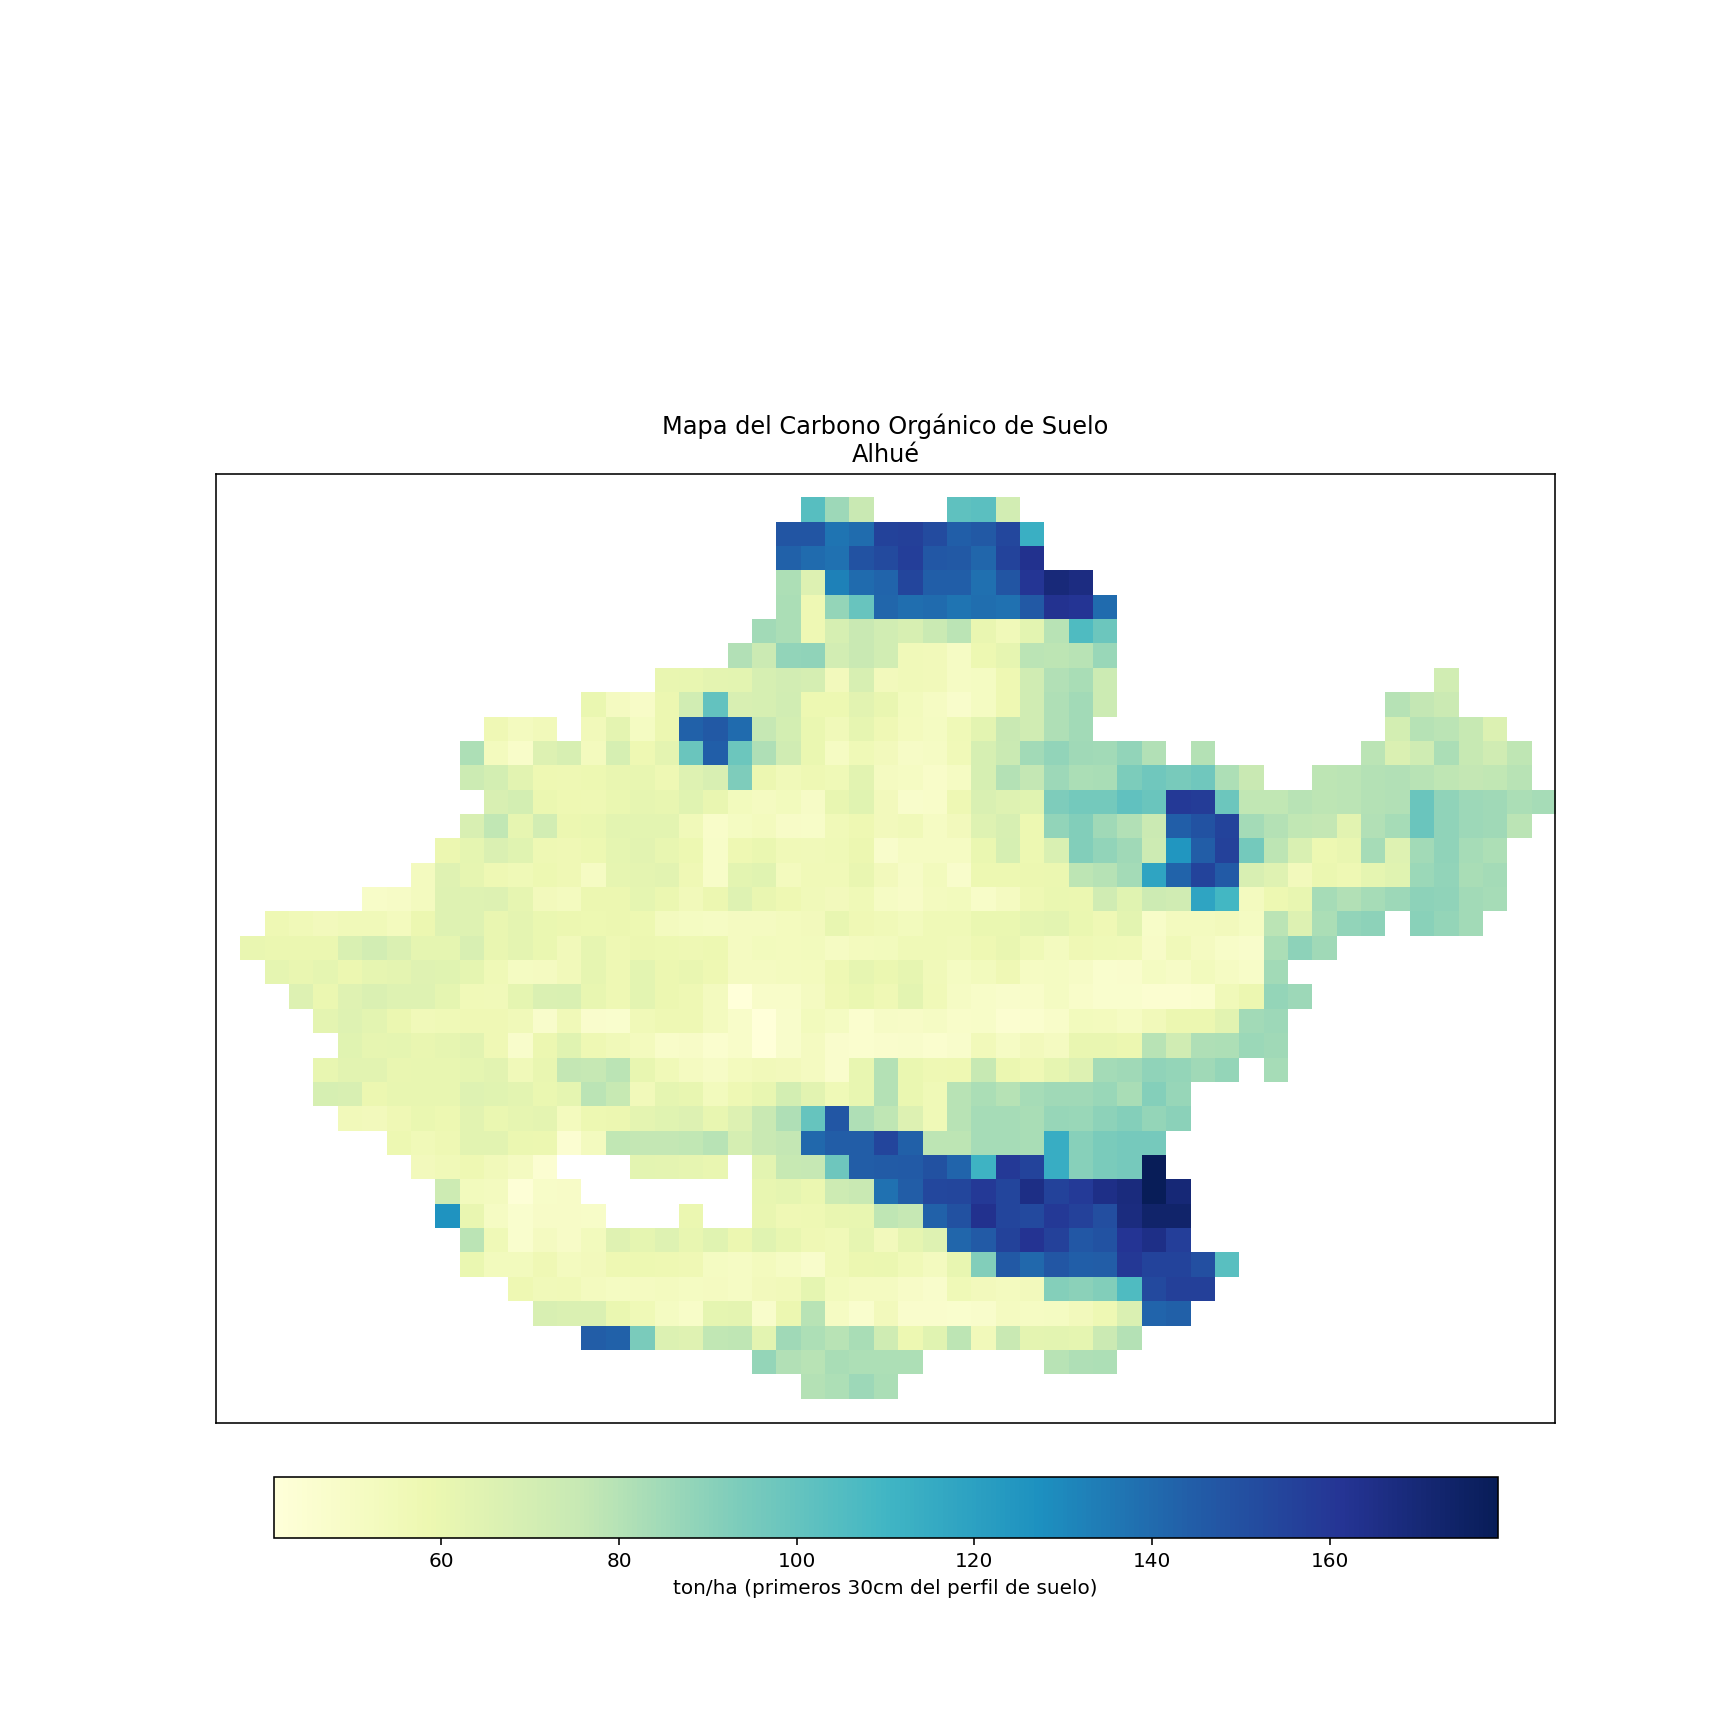 Mapa del Carbono Orgánico de Suelo
Alhué
60 80 100 120 140 160
ton/ha (primeros 30cm del perfil de suelo)